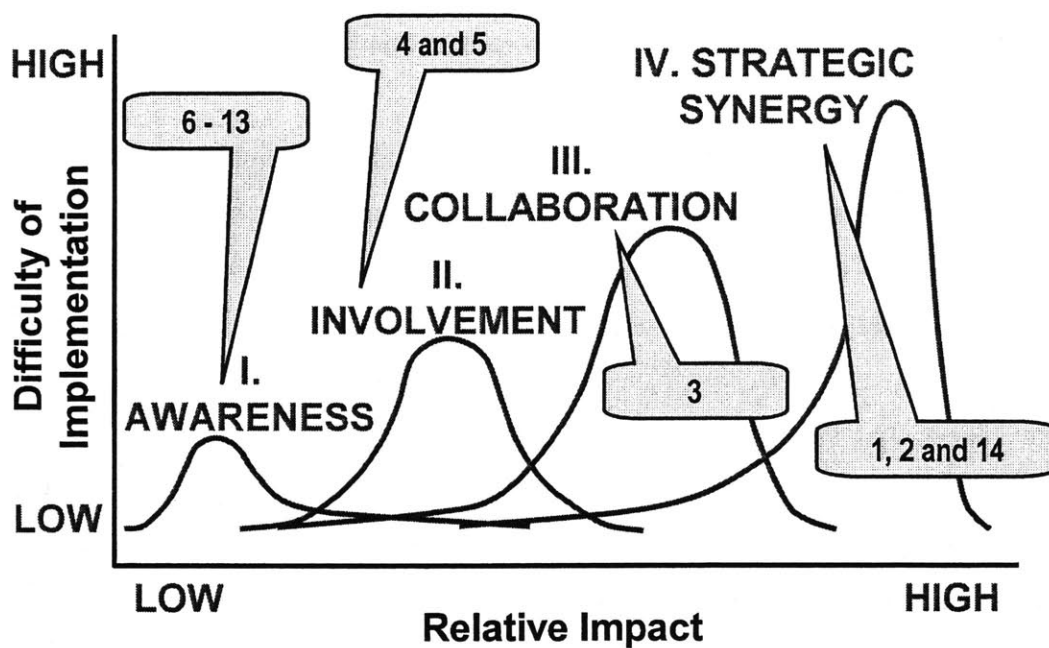 HIGH
4 and 5
IV. STRATEGIC
SYNERGY
6 - 13
III.
COLLABORATION
Difficulty of
Implementation
II.
INVOLVEMENT
I.
AWARENESS
3
1, 2 and 14
LOW
LOW
HIGH
Relative Impact